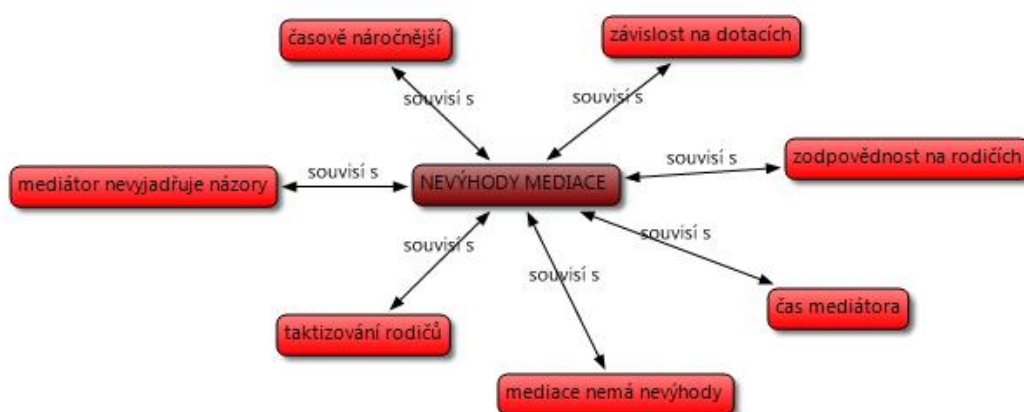 časově náročnější
závislost na dotacích
souvisí s
souvisí s
souvisí s
zodpovědnost na rodičích
mediátor nevyjadřuje názory
souvisí s
NEVÝHODY MEDIACE
souvisí s
souvisí s
souvisí s
čas mediátora
taktizování rodičů
mediace nemá nevýhody